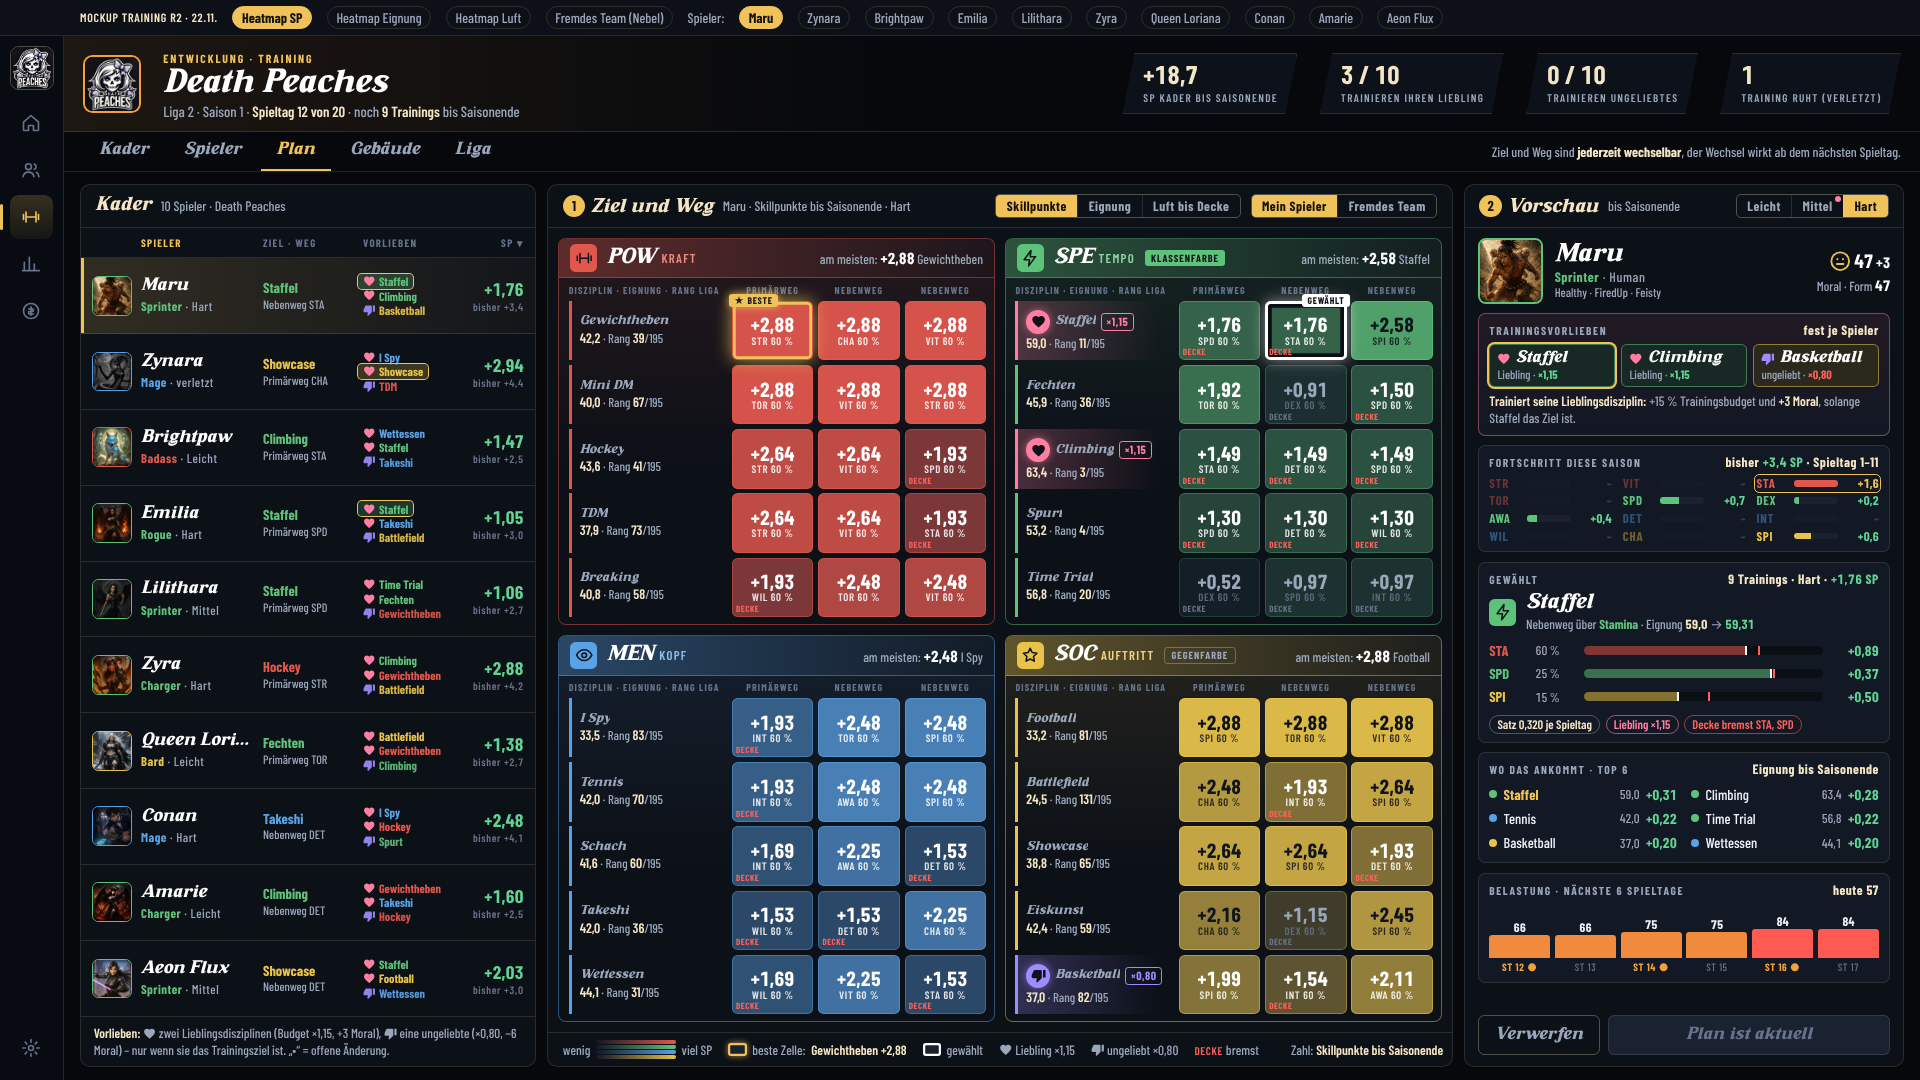 MOCKUP TRAINING R2 · 22.11.
Heatmap SP
Heatmap Eignung
Heatmap Luft
Fremdes Team (Nebel)
Spieler:
Maru
Zynara
Brightpaw
Emilia
Lilithara
Zyra
Queen Loriana
Conan
Amarie
Aeon Flux
ENTWICKLUNG · TRAINING
Death Peaches
Liga 2 · Saison 1 · Spieltag 12 von 20 · noch 9 Trainings bis Saisonende
+18,7
SP KADER BIS SAISONENDE
3 / 10
TRAINIEREN IHREN LIEBLING
0 / 10
TRAINIEREN UNGELIEBTES
1
TRAINING RUHT (VERLETZT)
Kader
Spieler
Plan
Gebäude
Liga
Ziel und Weg sind jederzeit wechselbar, der Wechsel wirkt ab dem nächsten Spieltag.
Kader 10 Spieler · Death Peaches
SPIELER ZIEL · WEG VORLIEBEN SP ▼
Maru
Sprinter · Hart
Staffel
Nebenweg STA
Staffel
Climbing
Basketball
+1,76
bisher +3,4
Zynara
Mage · verletzt
Showcase
Primärweg CHA
I Spy
Showcase
TDM
+2,94
bisher +4,4
Brightpaw
Badass · Leicht
Climbing
Primärweg STA
Wettessen
Staffel
Takeshi
+1,47
bisher +2,5
Emilia
Rogue · Hart
Staffel
Primärweg SPD
Staffel
Takeshi
Battlefield
+1,05
bisher +3,0
Lilithara
Sprinter · Mittel
Staffel
Primärweg SPD
Time Trial
Fechten
Gewichtheben
+1,06
bisher +2,7
Zyra
Charger · Hart
Hockey
Primärweg STR
Climbing
Gewichtheben
Battlefield
+2,88
bisher +4,2
Queen Lori...
Bard · Leicht
Fechten
Primärweg TOR
Battlefield
Gewichtheben
Climbing
+1,38
bisher +2,7
Conan
Mage · Hart
Takeshi
Nebenweg DET
I Spy
Hockey
Spurt
+2,48
bisher +4,1
Amarie
Charger · Leicht
Climbing
Nebenweg DET
Gewichtheben
Takeshi
Hockey
+1,60
bisher +2,5
Aeon Flux
Sprinter · Mittel
Showcase
Nebenweg DET
Staffel
Football
Wettessen
+2,03
bisher +3,0
Vorlieben: zwei Lieblingsdisziplinen (Budget ×1,15, +3 Moral), eine ungeliebte (×0,80, −6
Moral) – nur wenn sie das Trainingsziel ist. „•“ = offene Änderung.
1 Ziel und Weg Maru · Skillpunkte bis Saisonende · Hart
Skillpunkte Eignung Luft bis Decke
Mein Spieler Fremdes Team
POW KRAFT am meisten: +2,88 Gewichtheben
DISZIPLIN · EIGNUNG · RANG LIGA PRIMÄRWEG NEBENWEG NEBENWEG
★ BESTE
Gewichtheben
42,2 · Rang 39/195
+2,88 STR 60 %
+2,88 CHA 60 %
+2,88 VIT 60 %
Mini DM
40,0 · Rang 67/195
+2,88 TOR 60 %
+2,88 VIT 60 %
+2,88 STR 60 %
Hockey
43,6 · Rang 41/195
+2,64 STR 60 %
+2,64 VIT 60 %
+1,93 SPD 60 % DECKE
TDM
37,9 · Rang 73/195
+2,64 STR 60 %
+2,64 VIT 60 %
+1,93 STA 60 % DECKE
Breaking
40,8 · Rang 58/195
+1,93 WIL 60 % DECKE
+2,48 TOR 60 %
+2,48 VIT 60 %
SPE TEMPO KLASSENFARBE am meisten: +2,58 Staffel
DISZIPLIN · EIGNUNG · RANG LIGA PRIMÄRWEG NEBENWEG NEBENWEG
GEWÄHLT
Staffel ×1,15
59,0 · Rang 11/195
+1,76 SPD 60 % DECKE
+1,76 STA 60 % DECKE
+2,58 SPI 60 %
Fechten
45,9 · Rang 36/195
+1,92 TOR 60 %
+0,91 DEX 60 % DECKE
+1,50 SPD 60 % DECKE
Climbing ×1,15
63,4 · Rang 3/195
+1,49 STA 60 % DECKE
+1,49 DET 60 % DECKE
+1,49 SPD 60 % DECKE
Spurt
53,2 · Rang 4/195
+1,30 SPD 60 % DECKE
+1,30 DET 60 % DECKE
+1,30 WIL 60 % DECKE
Time Trial
56,8 · Rang 20/195
+0,52 DEX 60 % DECKE
+0,97 SPD 60 % DECKE
+0,97 INT 60 % DECKE
MEN KOPF am meisten: +2,48 I Spy
DISZIPLIN · EIGNUNG · RANG LIGA PRIMÄRWEG NEBENWEG NEBENWEG
I Spy
33,5 · Rang 83/195
+1,93 INT 60 % DECKE
+2,48 TOR 60 %
+2,48 SPI 60 %
Tennis
42,0 · Rang 70/195
+1,93 INT 60 % DECKE
+2,48 AWA 60 %
+2,48 SPI 60 %
Schach
41,6 · Rang 60/195
+1,69 INT 60 % DECKE
+2,25 AWA 60 %
+1,53 DET 60 % DECKE
Takeshi
42,0 · Rang 36/195
+1,53 WIL 60 % DECKE
+1,53 DET 60 % DECKE
+2,25 CHA 60 %
Wettessen
44,1 · Rang 31/195
+1,69 WIL 60 % DECKE
+2,25 VIT 60 %
+1,53 STA 60 % DECKE
SOC AUFTRITT GEGENFARBE am meisten: +2,88 Football
DISZIPLIN · EIGNUNG · RANG LIGA PRIMÄRWEG NEBENWEG NEBENWEG
Football
33,2 · Rang 81/195
+2,88 SPI 60 %
+2,88 TOR 60 %
+2,88 VIT 60 %
Battlefield
24,5 · Rang 131/195
+2,48 CHA 60 %
+1,93 INT 60 % DECKE
+2,64 SPI 60 %
Showcase
38,8 · Rang 65/195
+2,64 CHA 60 %
+2,64 SPI 60 %
+1,93 DET 60 % DECKE
Eiskunst
42,4 · Rang 59/195
+2,16 CHA 60 %
+1,15 DEX 60 % DECKE
+2,45 SPI 60 %
Basketball ×0,80
37,0 · Rang 82/195
+1,99 SPI 60 %
+1,54 INT 60 % DECKE
+2,11 AWA 60 %
wenig viel SP beste Zelle: Gewichtheben +2,88 gewählt Liebling ×1,15 ungeliebt ×0,80 DECKE bremst Zahl: Skillpunkte bis Saisonende
2 Vorschau bis Saisonende
Leicht Mittel Hart
Maru
Sprinter · Human
Healthy · FiredUp · Feisty
47 +3
Moral · Form 47
TRAININGSVORLIEBEN fest je Spieler
Staffel
Liebling · ×1,15
Climbing
Liebling · ×1,15
Basketball
ungeliebt · ×0,80
Trainiert seine Lieblingsdisziplin: +15 % Trainingsbudget und +3 Moral, solange
Staffel das Ziel ist.
FORTSCHRITT DIESE SAISON bisher +3,4 SP · Spieltag 1–11
STR – VIT – STA +1,6
TOR – SPD +0,7 DEX +0,2
AWA +0,4 DET – INT –
WIL – CHA – SPI +0,6
GEWÄHLT 9 Trainings · Hart · +1,76 SP
Staffel
Nebenweg über Stamina · Eignung 59,0 → 59,31
STA 60 % +0,89
SPD 25 % +0,37
SPI 15 % +0,50
Satz 0,320 je Spieltag
Liebling ×1,15
Decke bremst STA, SPD
WO DAS ANKOMMT · TOP 6 Eignung bis Saisonende
Staffel 59,0 +0,31 Climbing 63,4 +0,28
Tennis 42,0 +0,22 Time Trial 56,8 +0,22
Basketball 37,0 +0,20 Wettessen 44,1 +0,20
BELASTUNG · NÄCHSTE 6 SPIELTAGE heute 57
66 66 75 75 84 84
ST 12 ST 13 ST 14 ST 15 ST 16 ST 17
Verwerfen
Plan ist aktuell